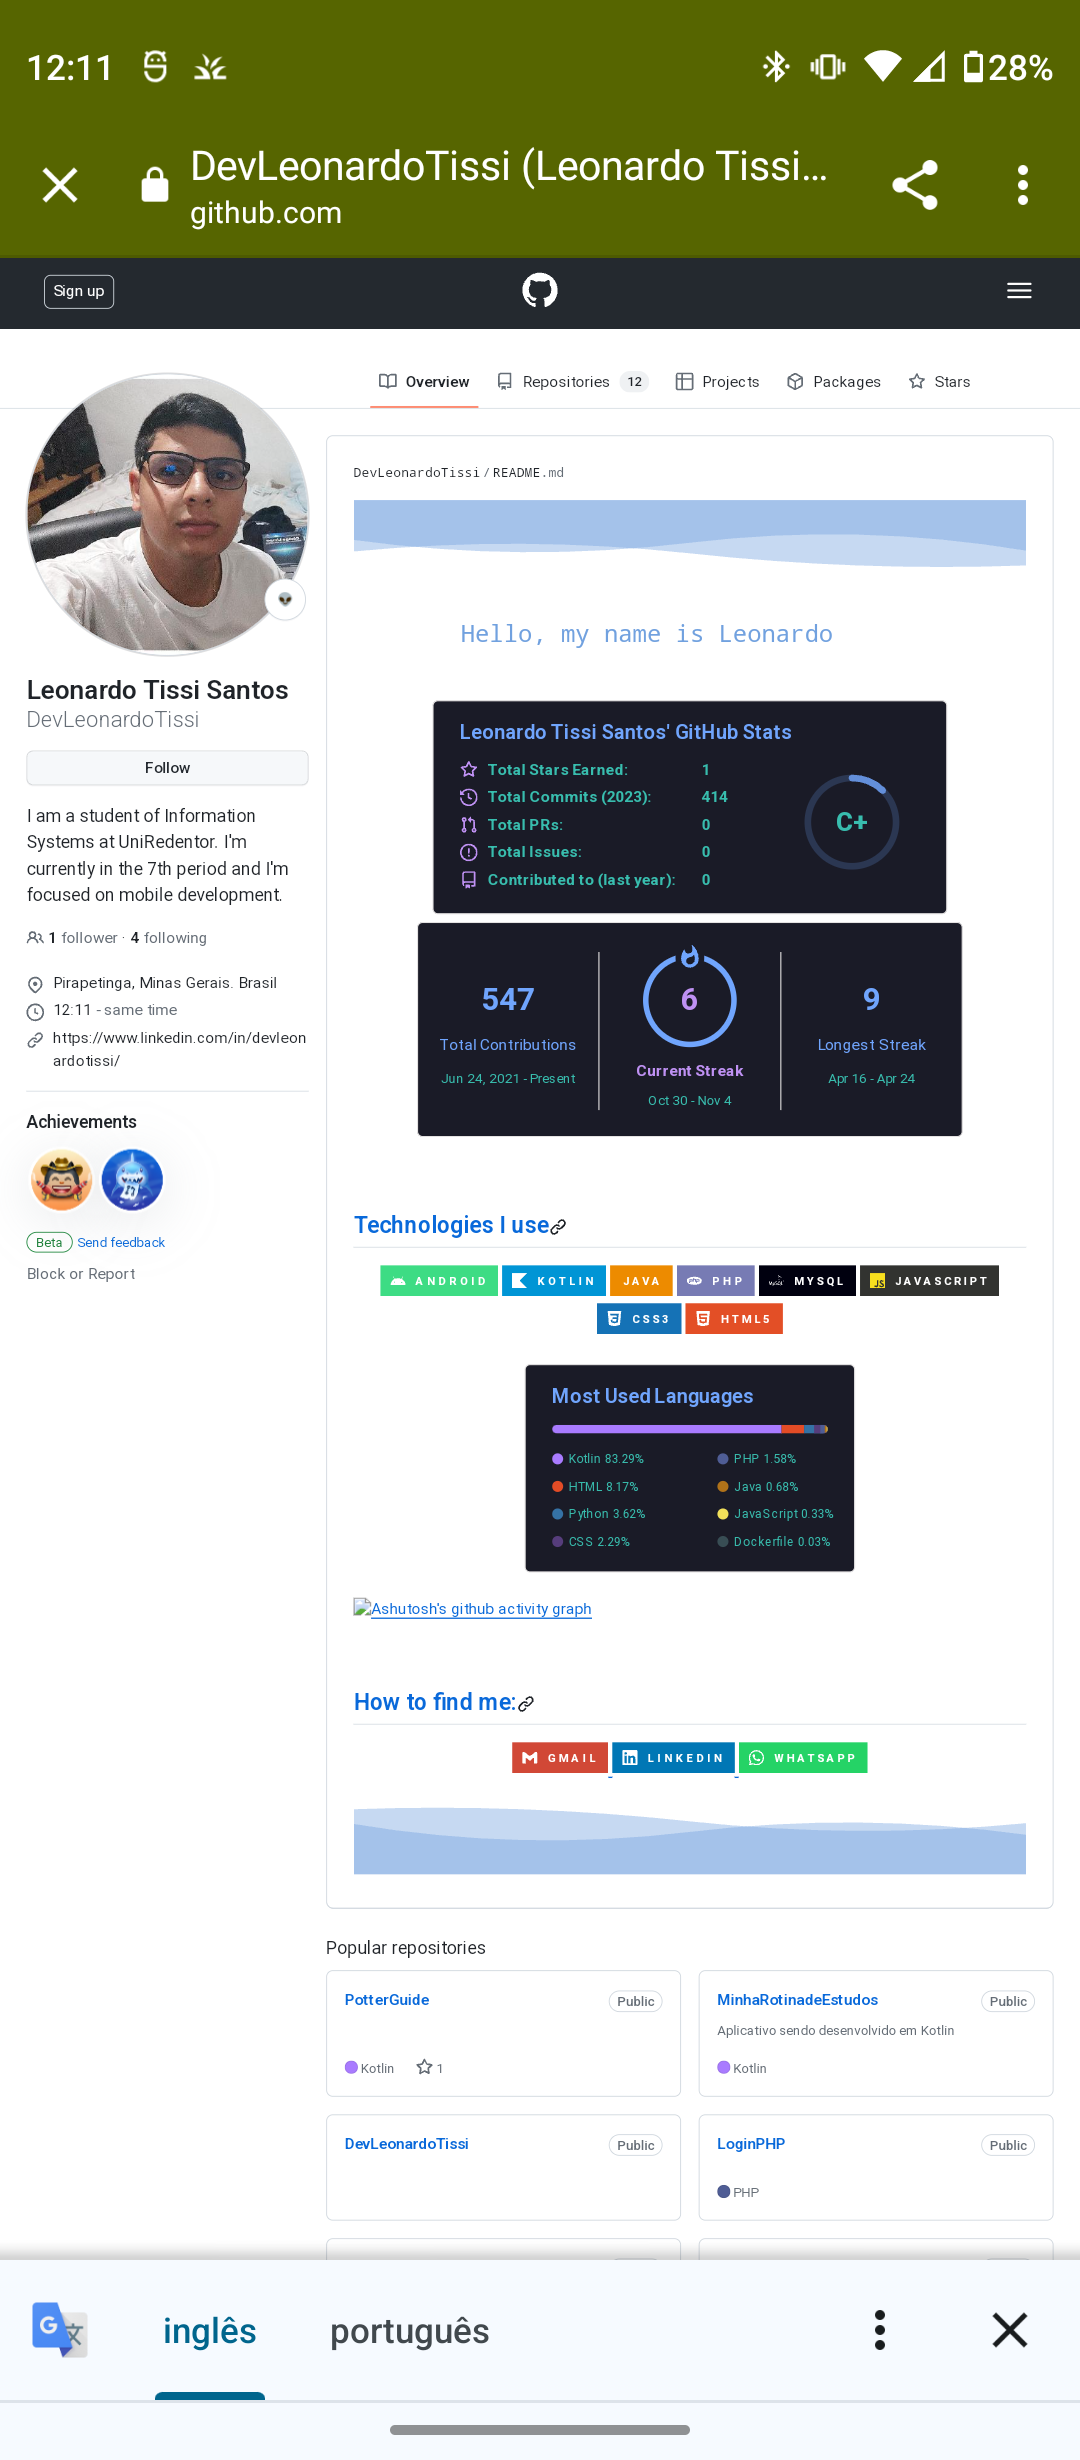 12:11
28%
DevLeonardoTissi (Leonardo Tissi...
github.com
Sign up
Overview
Repositories 12
Projects
Packages
Stars
Leonardo Tissi Santos
DevLeonardoTissi
Follow
I am a student of Information
Systems at UniRedentor. I'm
currently in the 7th period and I'm
focused on mobile development.
1 follower · 4 following
Pirapetinga, Minas Gerais. Brasil
12:11 - same time
https://www.linkedin.com/in/devleon
ardotissi/
Achievements
Beta Send feedback
Block or Report
DevLeonardoTissi / README.md
Hello, my name is Leonardo
Leonardo Tissi Santos' GitHub Stats
Total Stars Earned: 1
Total Commits (2023): 414
Total PRs: 0
Total Issues: 0
Contributed to (last year): 0
C+
547
Total Contributions
Jun 24, 2021 - Present
6
Current Streak
Oct 30 - Nov 4
9
Longest Streak
Apr 16 - Apr 24
Technologies I use
ANDROID KOTLIN JAVA PHP MYSQL JAVASCRIPT
CSS3 HTML5
Most Used Languages
Kotlin 83.29%
HTML 8.17%
Python 3.62%
CSS 2.29%
PHP 1.58%
Java 0.68%
JavaScript 0.33%
Dockerfile 0.03%
Ashutosh's github activity graph
How to find me:
GMAIL LINKEDIN WHATSAPP
Popular repositories
PotterGuide Public
Kotlin 1
MinhaRotinadeEstudos Public
Aplicativo sendo desenvolvido em Kotlin
Kotlin
DevLeonardoTissi Public
LoginPHP Public
PHP
inglês português